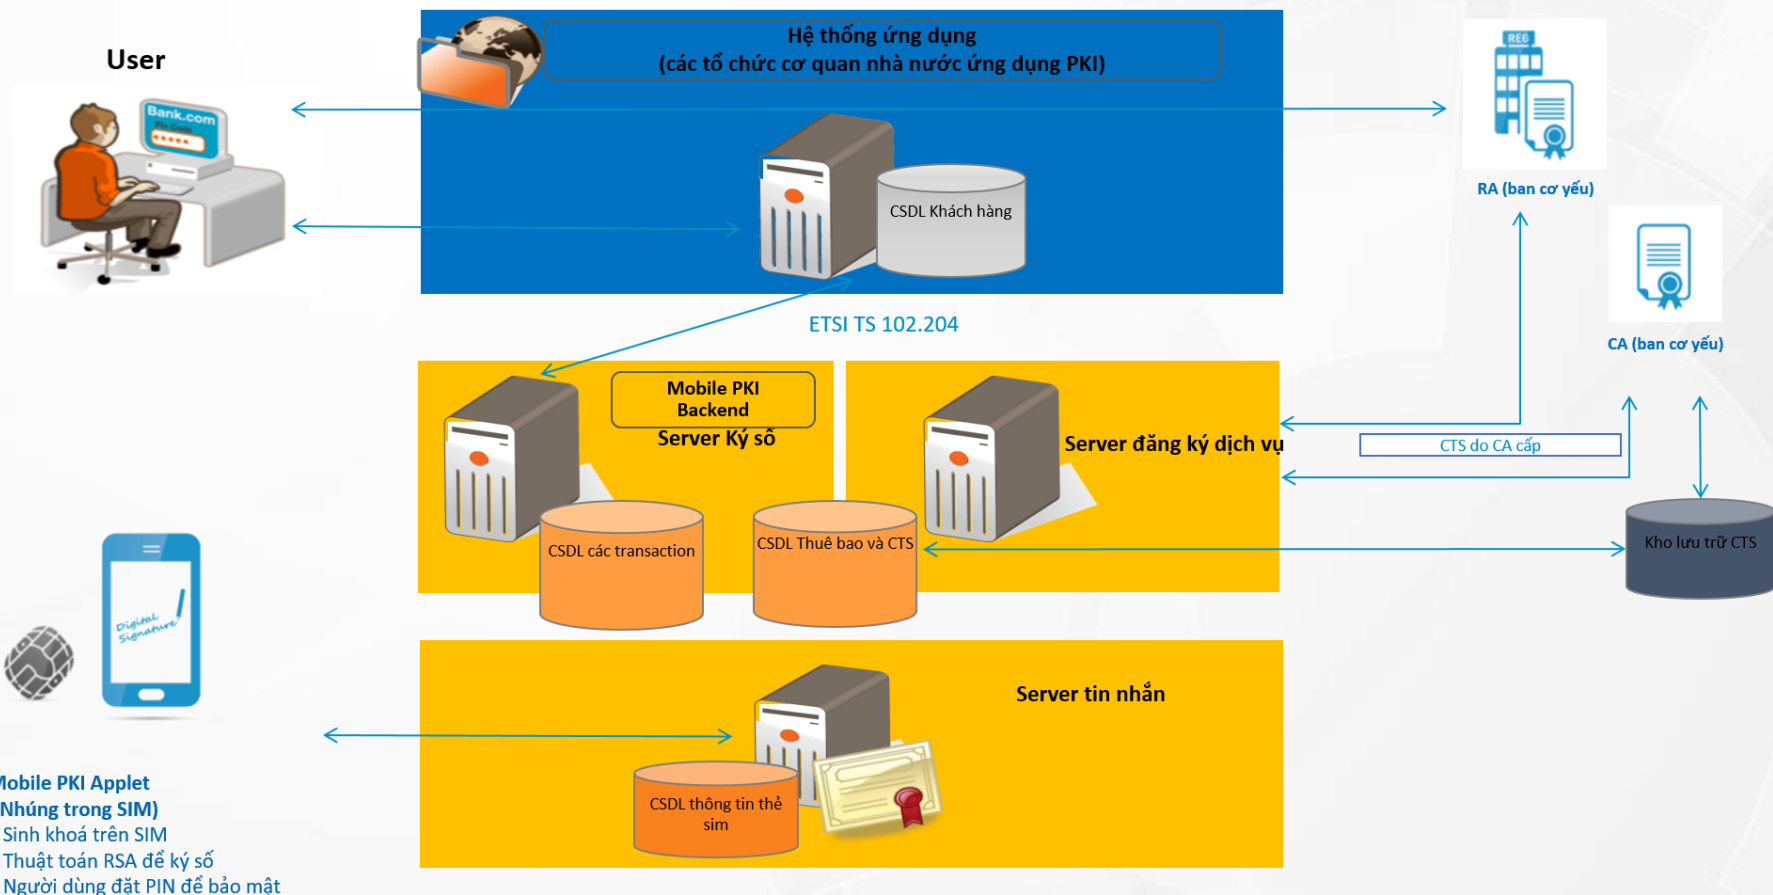 User
Hệ thống ứng dụng
(các tổ chức cơ quan nhà nước ứng dụng PKI)
Bank.com
Pin Code
REG
RA (ban cơ yếu)
CSDL Khách hàng
CA (ban cơ yếu)
ETSI TS 102.204
Mobile PKI
Backend
Server Ký số
Server đăng ký dịch vụ
CTS do CA cấp
CSDL các transaction
CSDL Thuê bao và CTS
Kho lưu trữ CTS
Digital
Signature
Server tin nhắn
CSDL thông tin thẻ
sim
Mobile PKI Applet
(Nhúng trong SIM)
Sinh khoá trên SIM
Thuật toán RSA để ký số
Người dùng đặt PIN để bảo mật